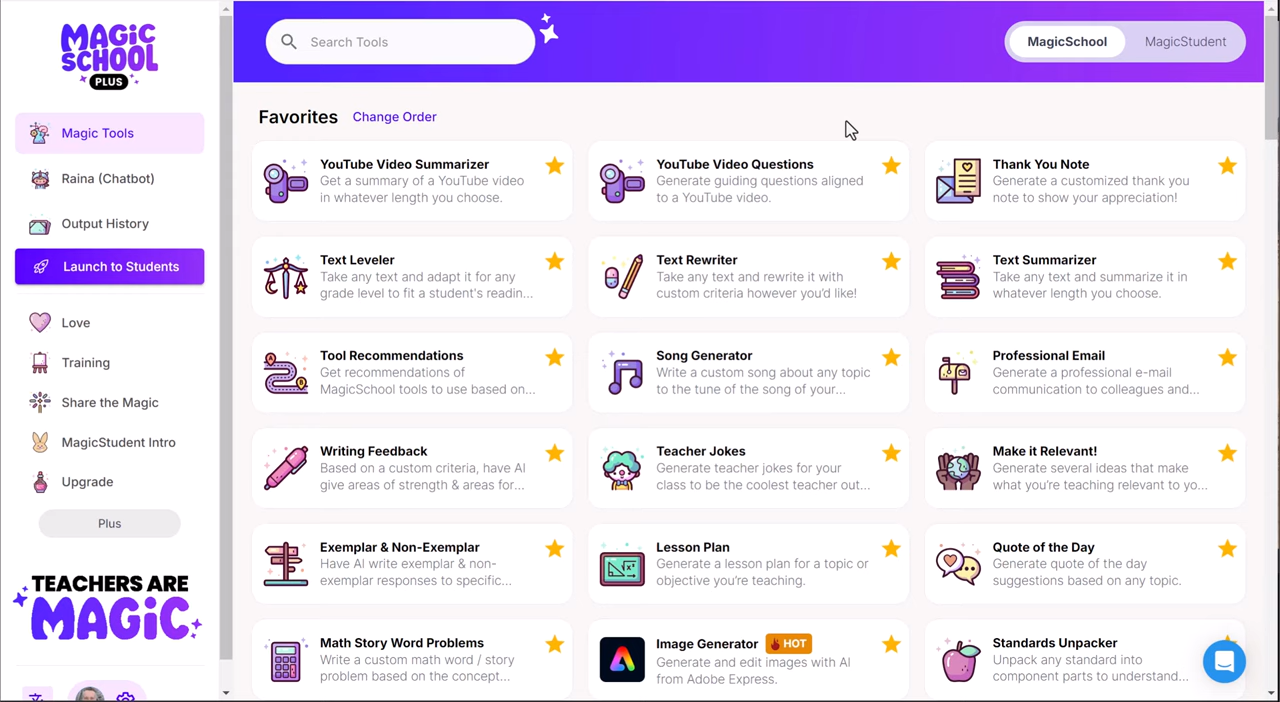 MAGIC
SCHOOL
PLUS
Magic Tools
Raina (Chatbot)
Output History
Launch to Students
Love
Training
Share the Magic
MagicStudent Intro
Upgrade
Plus
TEACHERS ARE
MAGIC
Search Tools
MagicSchool
MagicStudent
Favorites
Change Order
YouTube Video Summarizer
Get a summary of a YouTube video
in whatever length you choose.
YouTube Video Questions
Generate guiding questions aligned
to a YouTube video.
Thank You Note
Generate a customized thank you
note to show your appreciation!
Text Leveler
Take any text and adapt it for any
grade level to fit a student's readin...
Text Rewriter
Take any text and rewrite it with
custom criteria however you'd like!
Text Summarizer
Take any text and summarize it in
whatever length you choose.
Tool Recommendations
Get recommendations of
MagicSchool tools to use based on...
Song Generator
Write a custom song about any topic
to the tune of the song of your...
Professional Email
Generate a professional e-mail
communication to colleagues and...
Writing Feedback
Based on a custom criteria, have AI
give areas of strength & areas for...
Teacher Jokes
Generate teacher jokes for your
class to be the coolest teacher out...
Make it Relevant!
Generate several ideas that make
what you're teaching relevant to yo...
Exemplar & Non-Exemplar
Have AI write exemplar & non-
exemplar responses to specific...
Lesson Plan
Generate a lesson plan for a topic or
objective you're teaching.
Quote of the Day
Generate quote of the day
suggestions based on any topic.
Math Story Word Problems
Write a custom math word / story
problem based on the concept...
Image Generator HOT
Generate and edit images with AI
from Adobe Express.
Standards Unpacker
Unpack any standard into
component parts to understand...